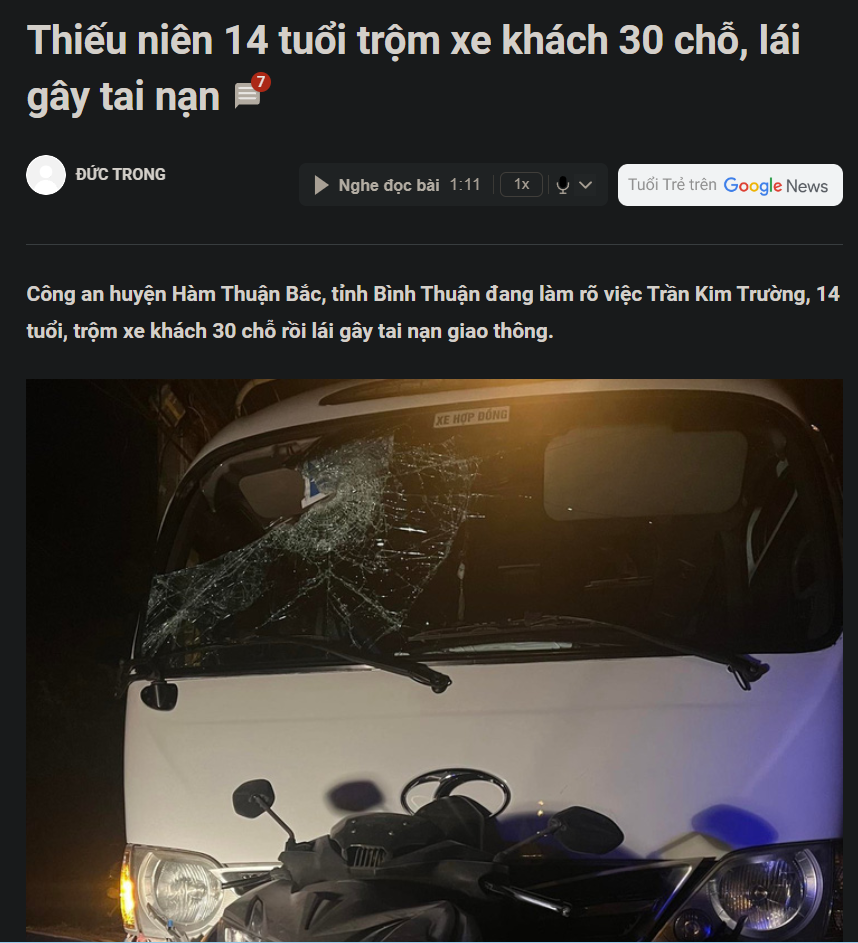 Thiếu niên 14 tuổi trộm xe khách 30 chỗ, lái
gây tai nạn 7
ĐỨC TRONG
Nghe đọc bài 1:11 1x
Tuổi Trẻ trên Google News
Công an huyện Hàm Thuận Bắc, tỉnh Bình Thuận đang làm rõ việc Trần Kim Trường, 14
tuổi, trộm xe khách 30 chỗ rồi lái gây tai nạn giao thông.
XE HỢP ĐỒNG